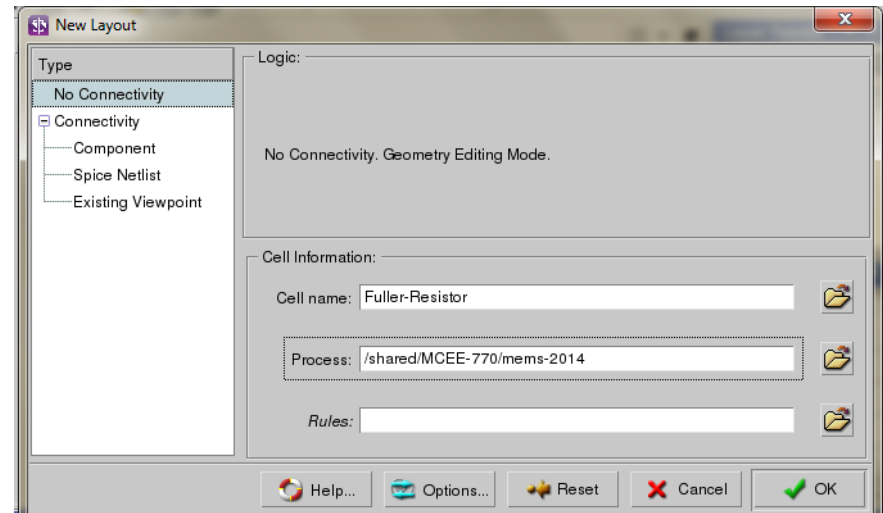 New Layout
Type
No Connectivity
Connectivity
Component
Spice Netlist
Existing Viewpoint
Logic:
No Connectivity. Geometry Editing Mode.
Cell Information:
Cell name: Fuller-Resistor
Process: /shared/MCEE-770/mems-2014
Rules:
Help... Options... Reset Cancel OK